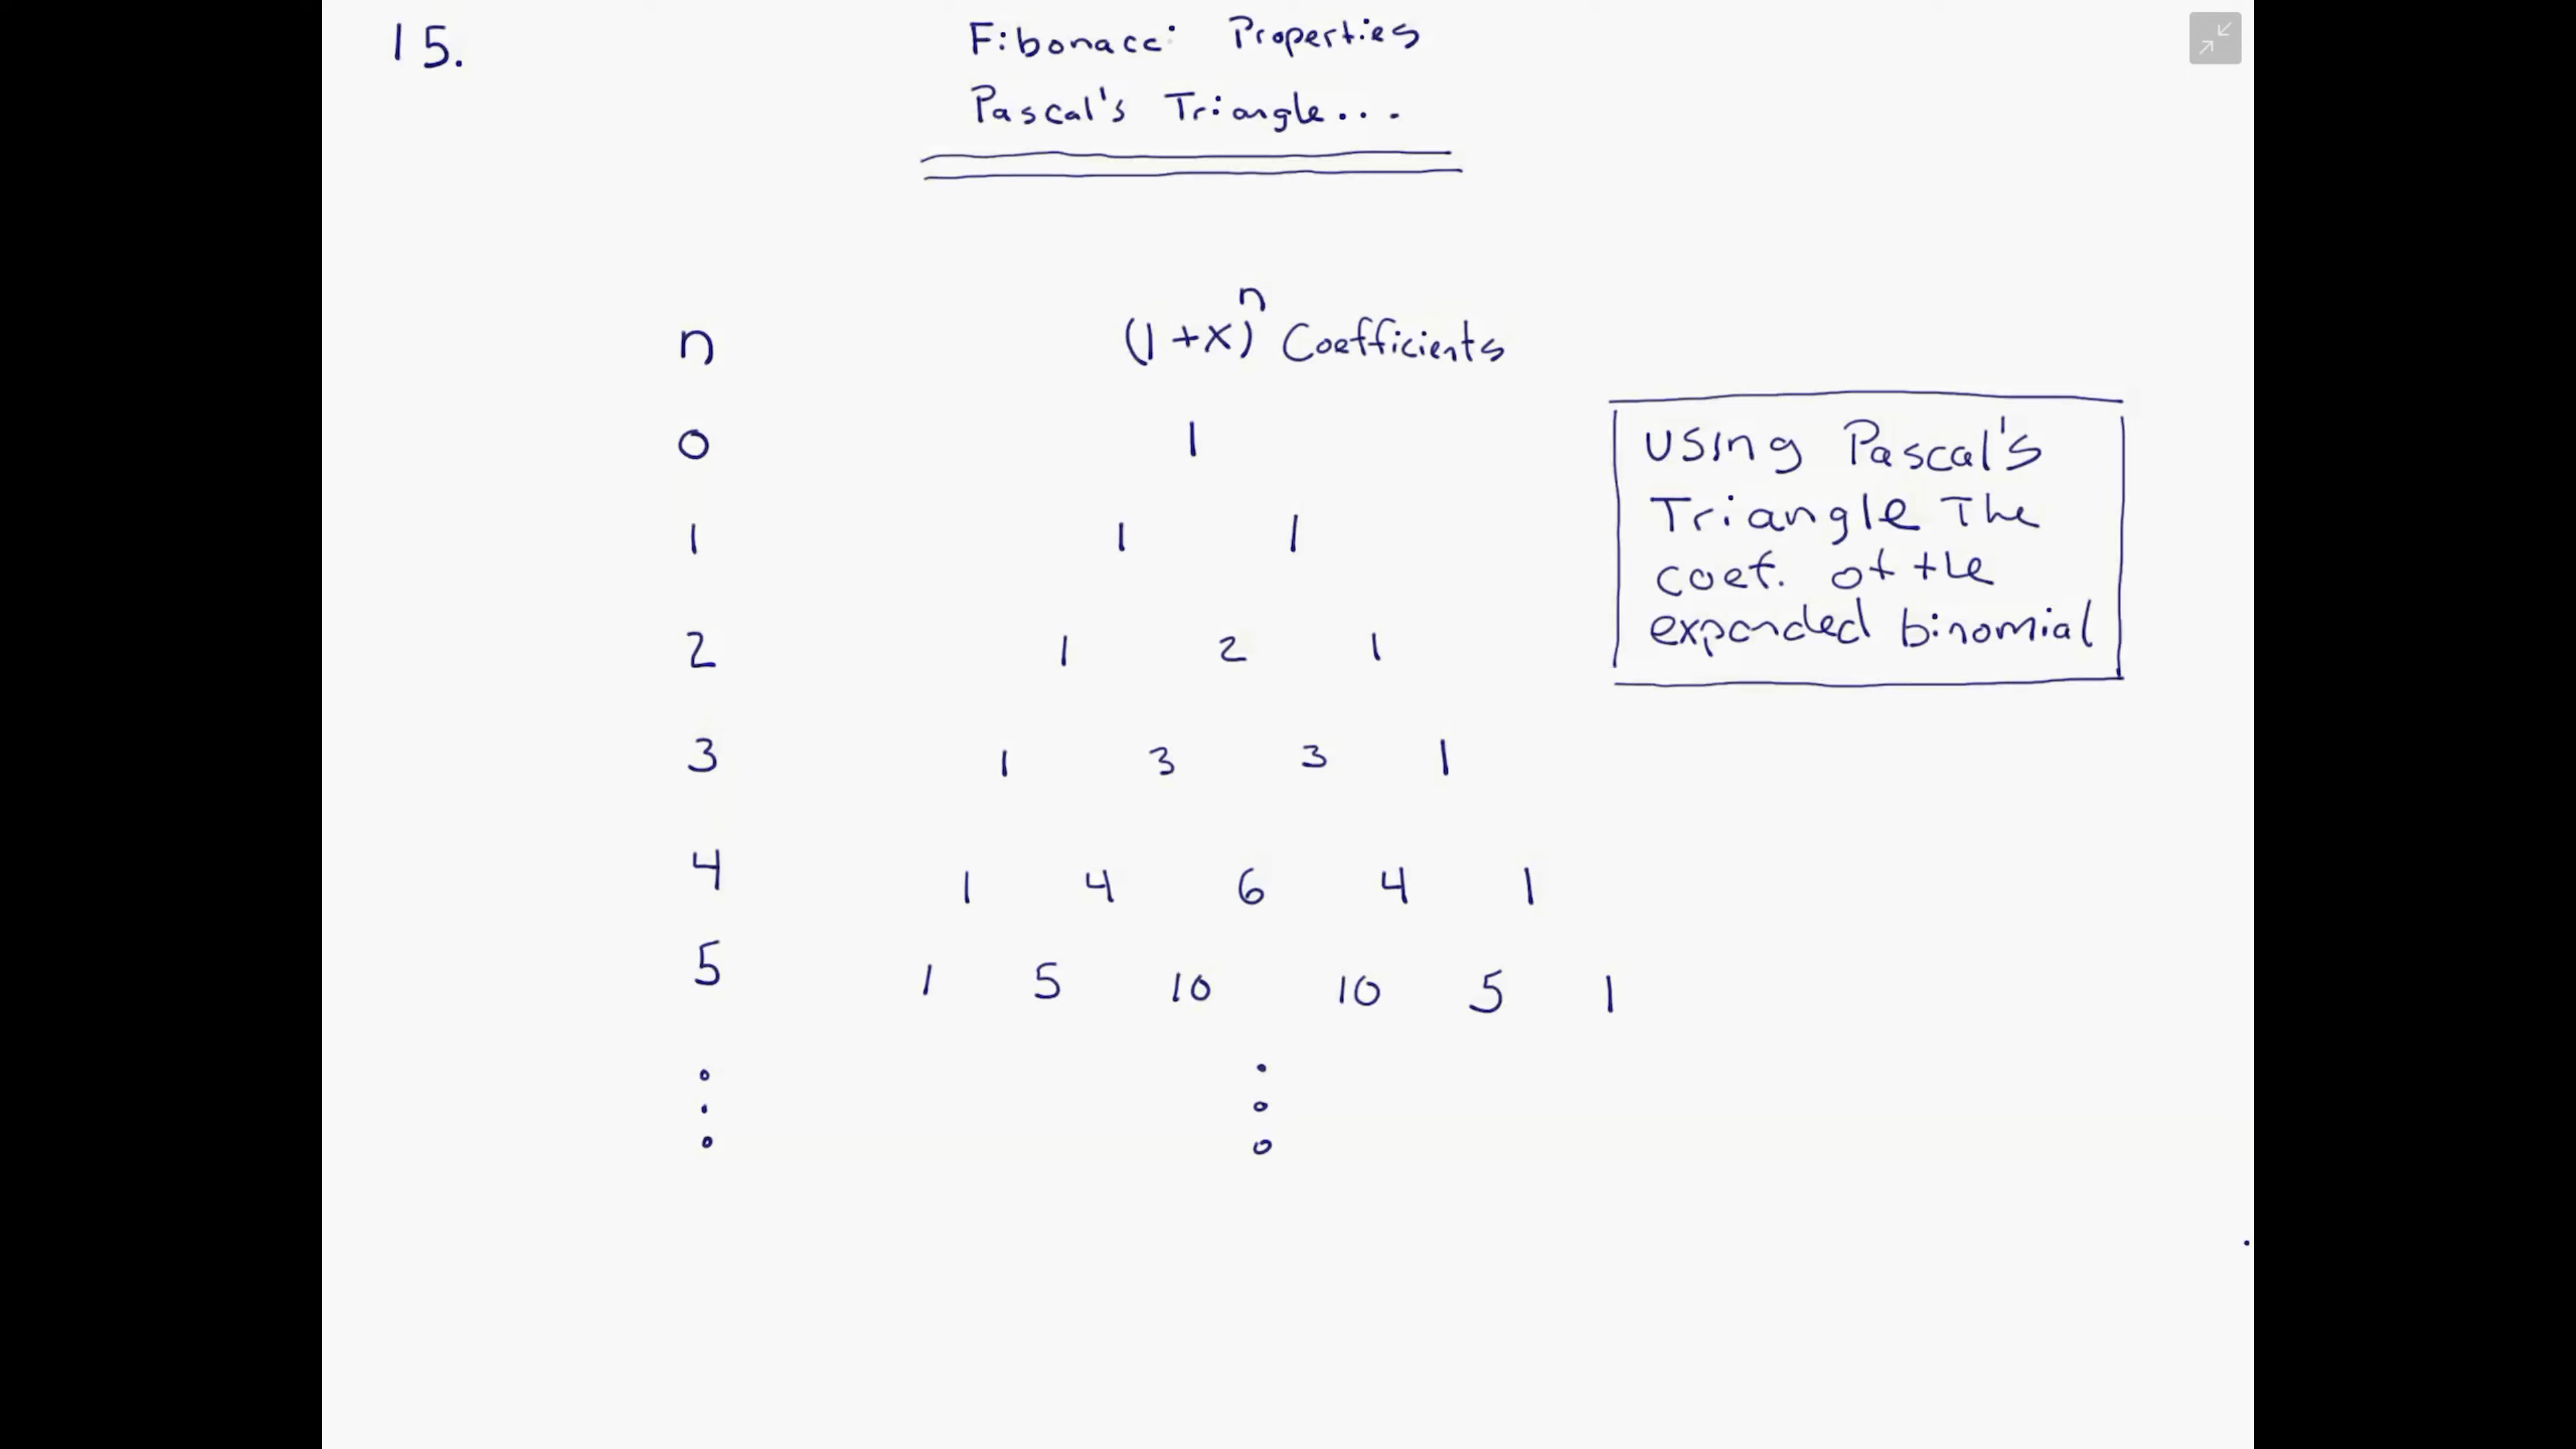 15.
Fibonacci Properties
Pascal's Triangle...
n (1+x)^n Coefficients
0 1
1 1 1
2 1 2 1
3 1 3 3 1
4 1 4 6 4 1
5 1 5 10 10 5 1
Using Pascal's
Triangle The
coef. of the
expanded binomial